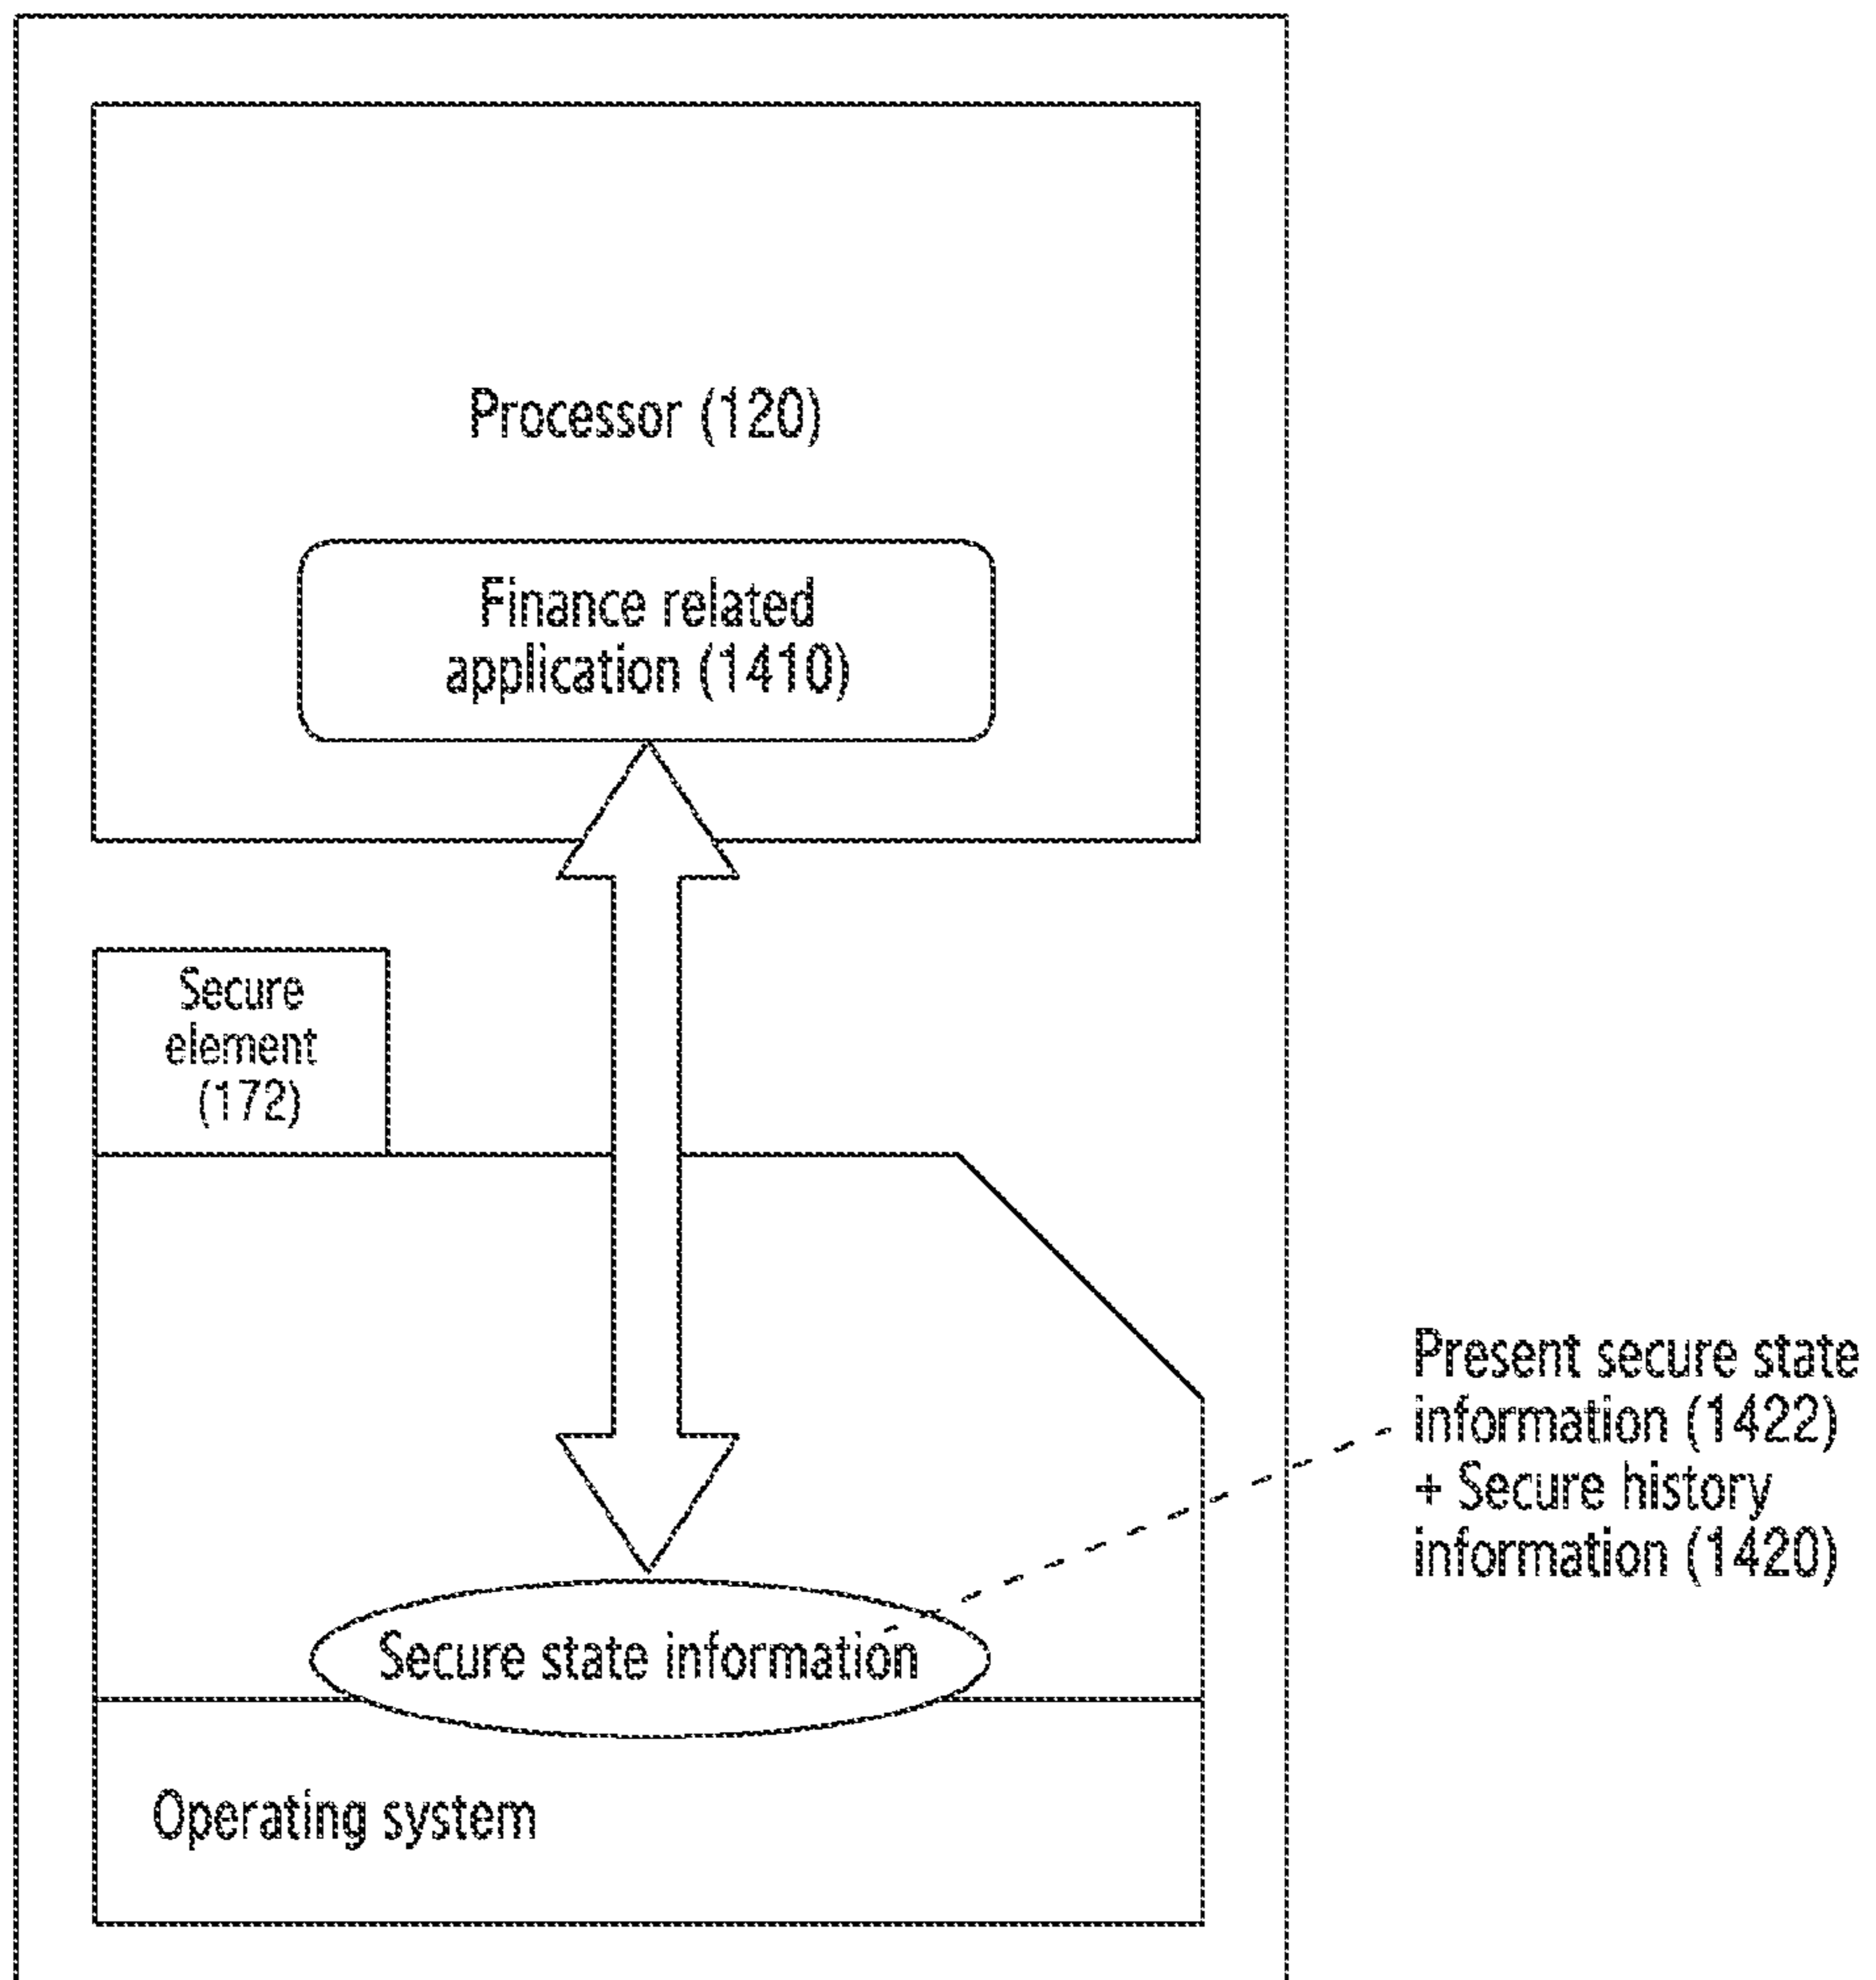 Processor (120)
Finance related
application (1410)
Secure
element
(172)
Present secure state
information (1422)
+ Secure history
information (1420)
Secure state information
Operating system